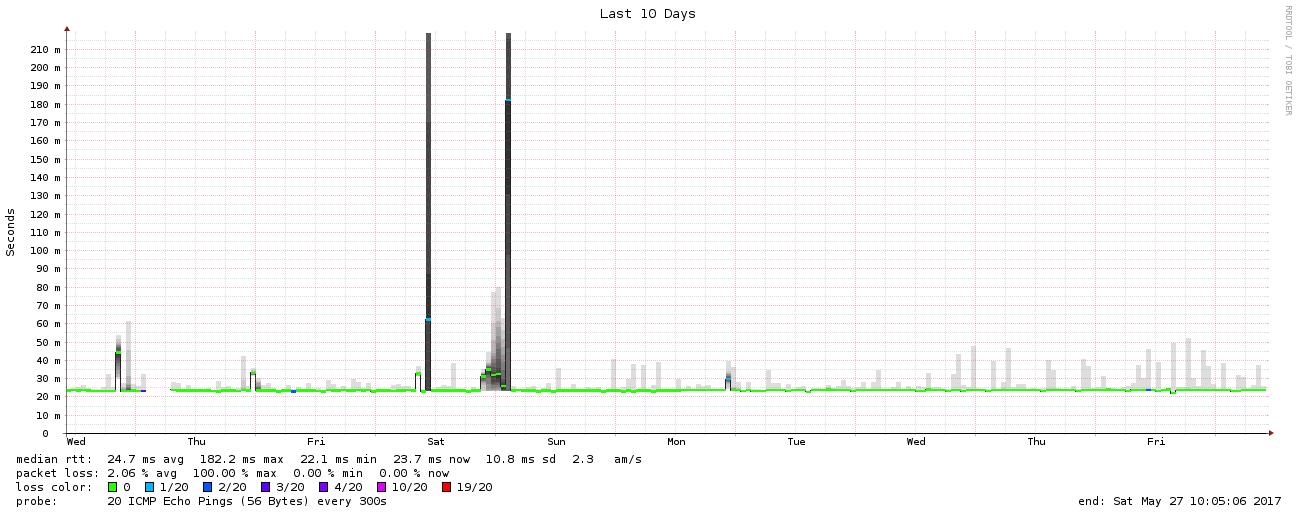 Last 10 Days
RRDTOOL / TOBI OETIKER
Seconds
210 m
200 m
190 m
180 m
170 m
160 m
150 m
140 m
130 m
120 m
110 m
100 m
90 m
80 m
70 m
60 m
50 m
40 m
30 m
20 m
10 m
0
Wed Thu Fri Sat Sun Mon Tue Wed Thu Fri
median rtt: 24.7 ms avg 182.2 ms max 22.1 ms min 23.7 ms now 10.8 ms sd 2.3 am/s
packet loss: 2.06 % avg 100.00 % max 0.00 % min 0.00 % now
loss color: 0 1/20 2/20 3/20 4/20 10/20 19/20
probe: 20 ICMP Echo Pings (56 Bytes) every 300s end: Sat May 27 10:05:06 2017